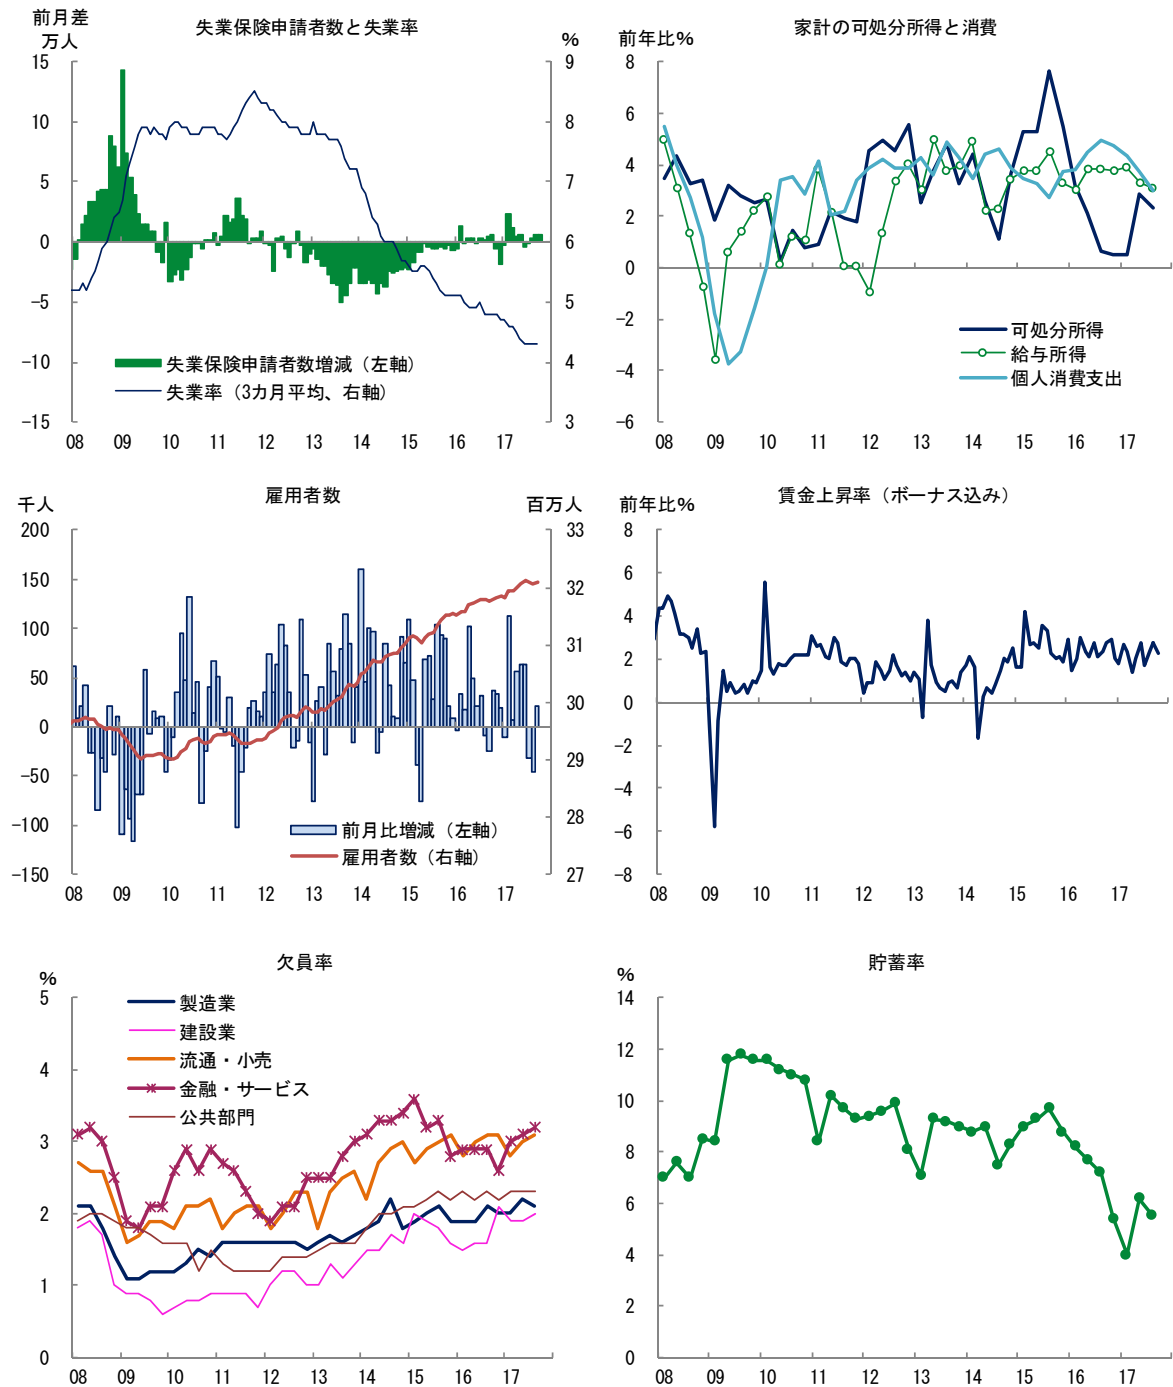 失業保険申請者数と失業率
前月差
万人
%
15
10
5
0
−5
−10
−15
9
8
7
6
5
4
3
失業保険申請者数増減（左軸）
失業率（3カ月平均、右軸）
08 09 10 11 12 13 14 15 16 17
家計の可処分所得と消費
前年比%
8
6
4
2
0
−2
−4
−6
可処分所得
給与所得
個人消費支出
08 09 10 11 12 13 14 15 16 17
雇用者数
千人
百万人
200
150
100
50
0
−50
−100
−150
33
32
31
30
29
28
27
前月比増減（左軸）
雇用者数（右軸）
08 09 10 11 12 13 14 15 16 17
賃金上昇率（ボーナス込み）
前年比%
8
6
4
2
0
−2
−4
−6
−8
08 09 10 11 12 13 14 15 16 17
欠員率
%
5
4
3
2
1
0
製造業
建設業
流通・小売
金融・サービス
公共部門
08 09 10 11 12 13 14 15 16 17
貯蓄率
%
14
12
10
8
6
4
2
0
08 09 10 11 12 13 14 15 16 17